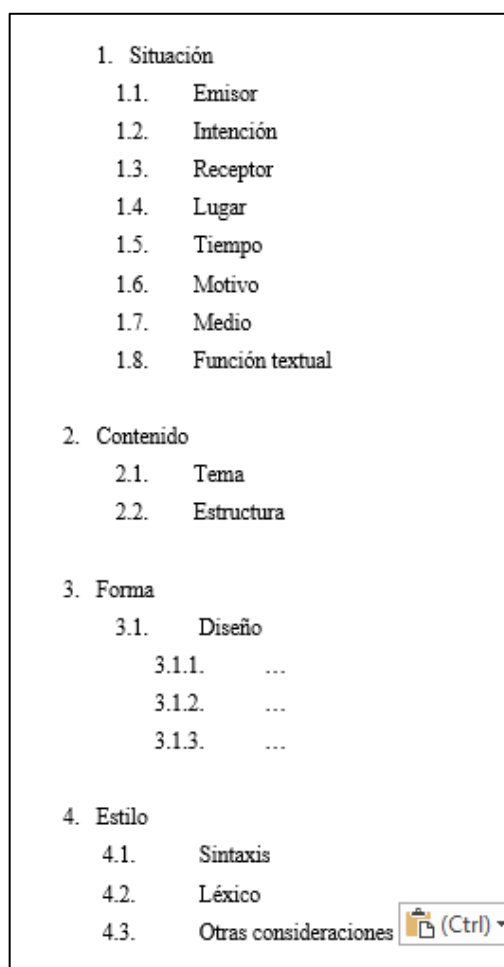 1. Situación
1.1. Emisor
1.2. Intención
1.3. Receptor
1.4. Lugar
1.5. Tiempo
1.6. Motivo
1.7. Medio
1.8. Función textual
2. Contenido
2.1. Tema
2.2. Estructura
3. Forma
3.1. Diseño
3.1.1. ...
3.1.2. ...
3.1.3. ...
4. Estilo
4.1. Sintaxis
4.2. Léxico
4.3. Otras consideraciones (Ctrl)